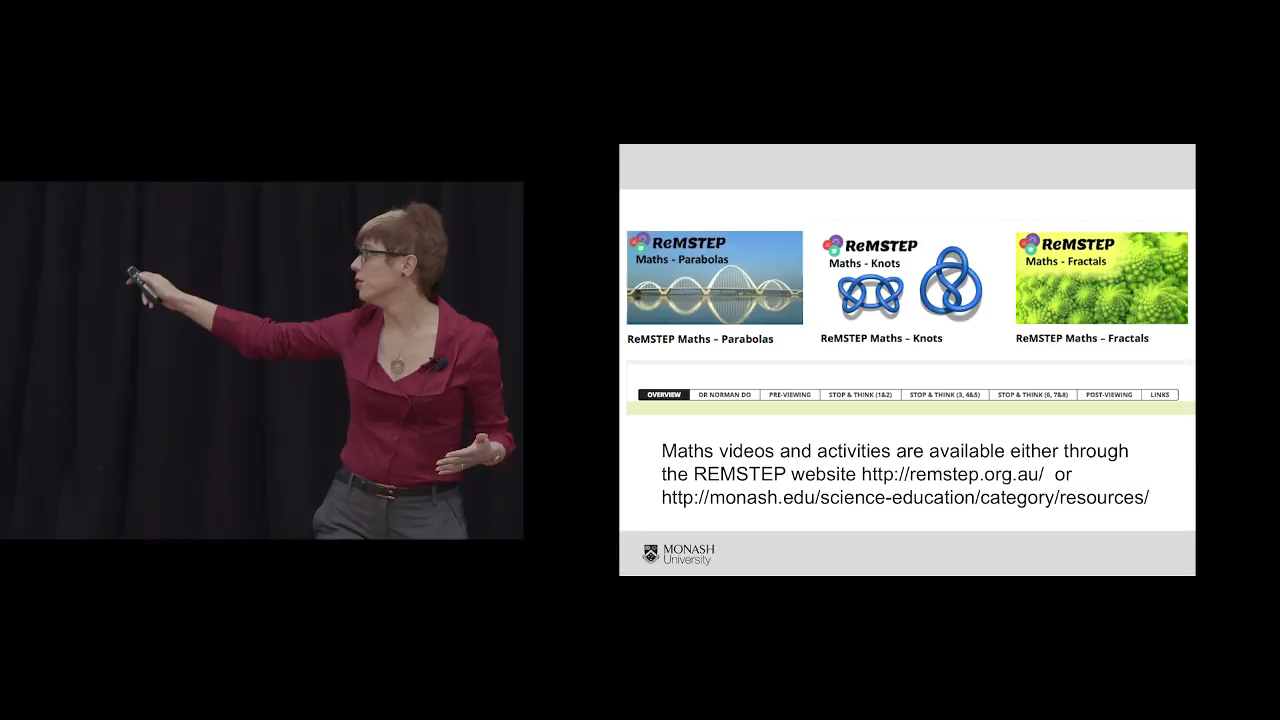 ReMSTEP
Maths - Parabolas
ReMSTEP
Maths - Knots
ReMSTEP
Maths - Fractals
ReMSTEP Maths – Parabolas
ReMSTEP Maths – Knots
ReMSTEP Maths – Fractals
OVERVIEW DR NORMAN DO PRE-VIEWING STOP & THINK (1&2) STOP & THINK (3, 4&5) STOP & THINK (6, 7&8) POST-VIEWING LINKS
Maths videos and activities are available either through
the REMSTEP website http://remstep.org.au/ or
http://monash.edu/science-education/category/resources/
MONASH
University